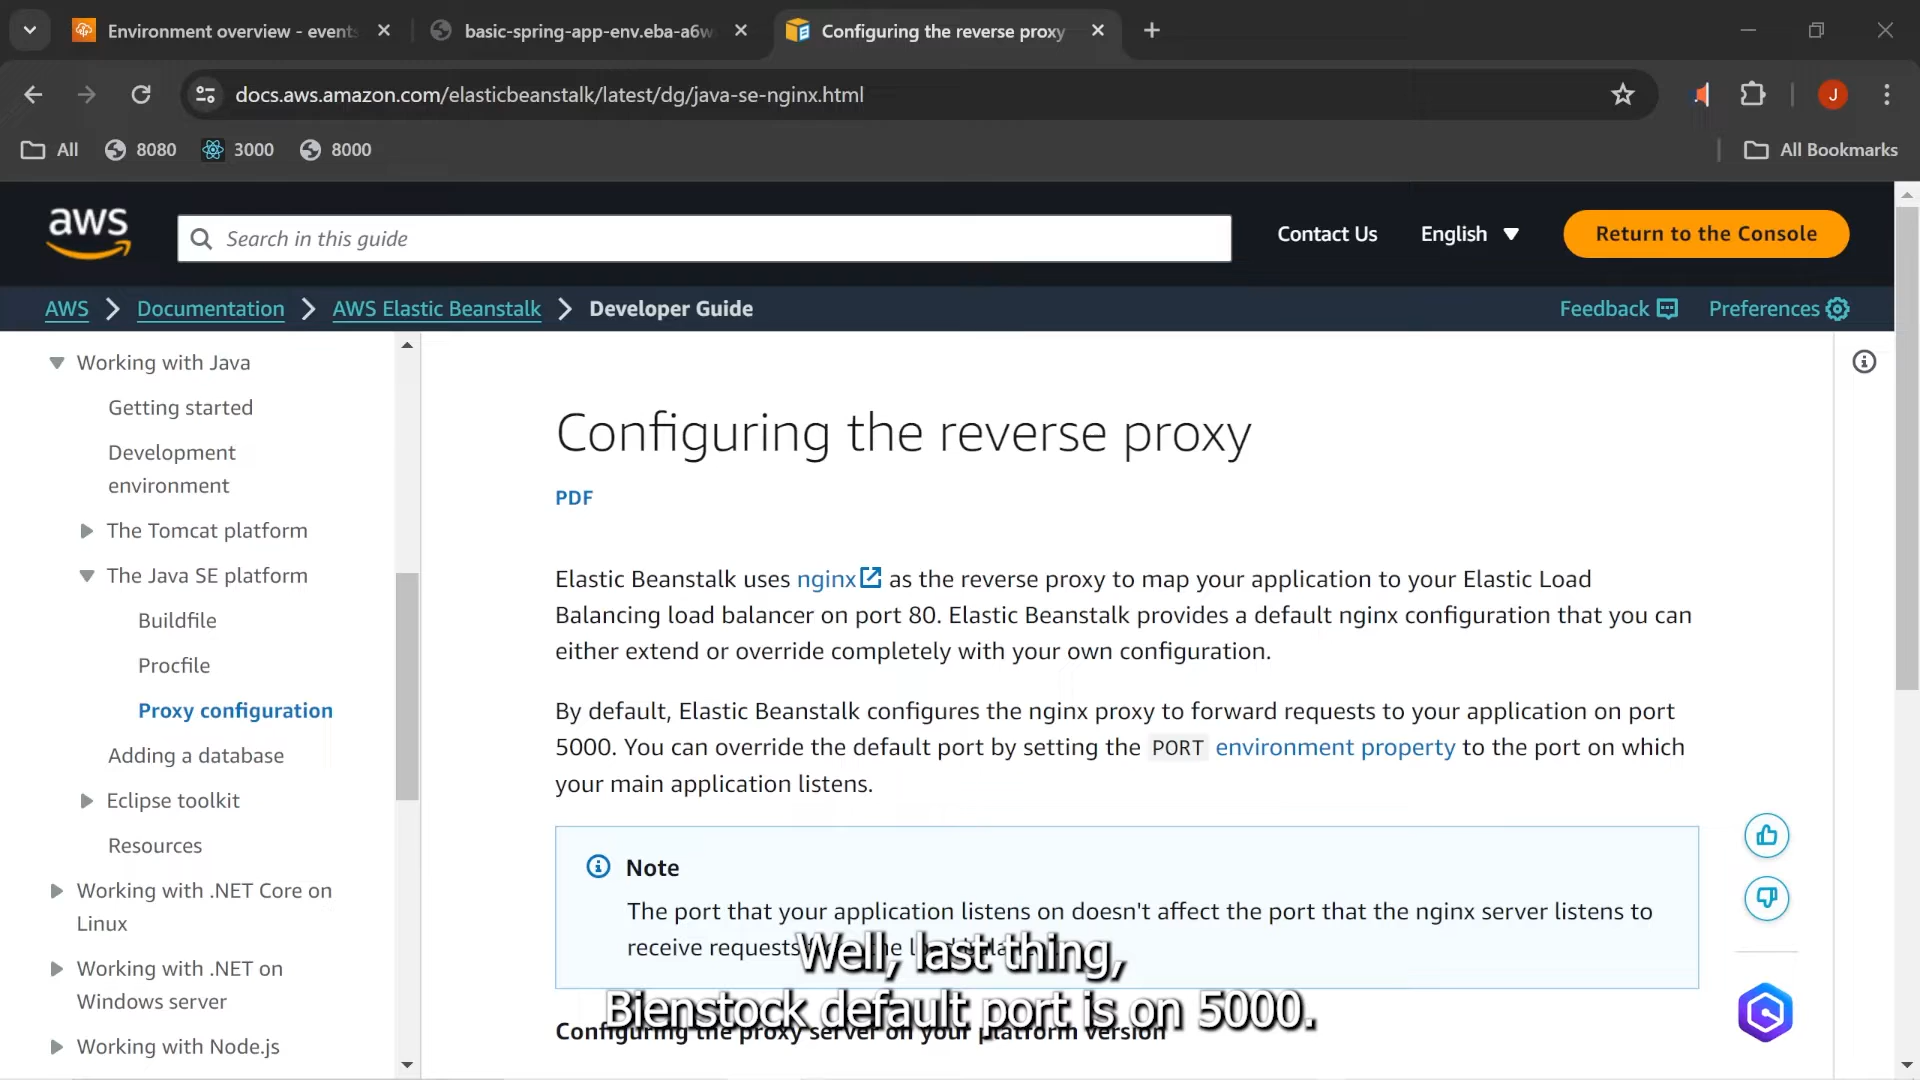 Environment overview - events
basic-spring-app-env.eba-a6w
Configuring the reverse proxy
docs.aws.amazon.com/elasticbeanstalk/latest/dg/java-se-nginx.html
J
All
8080
3000
8000
All Bookmarks
aws
Search in this guide
Contact Us
English
Return to the Console
AWS
Documentation
AWS Elastic Beanstalk
Developer Guide
Feedback
Preferences
Working with Java
Getting started
Development
environment
The Tomcat platform
The Java SE platform
Buildfile
Procfile
Proxy configuration
Adding a database
Eclipse toolkit
Resources
Working with .NET Core on
Linux
Working with .NET on
Windows server
Working with Node.js
Configuring the reverse proxy
PDF
Elastic Beanstalk uses nginx as the reverse proxy to map your application to your Elastic Load
Balancing load balancer on port 80. Elastic Beanstalk provides a default nginx configuration that you can
either extend or override completely with your own configuration.
By default, Elastic Beanstalk configures the nginx proxy to forward requests to your application on port
5000. You can override the default port by setting the PORT environment property to the port on which
your main application listens.
Note
The port that your application listens on doesn't affect the port that the nginx server listens to
receive requests
Configuring the proxy server on your platform version
Well, last thing,
Bienstock default port is on 5000.